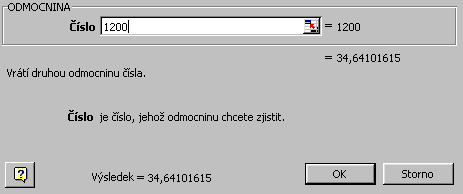 ODMOCNINA
Číslo 1200 = 1200
= 34,64101615
Vrátí druhou odmocninu čísla.
Číslo je číslo, jehož odmocninu chcete zjistit.
Výsledek = 34,64101615 OK Storno